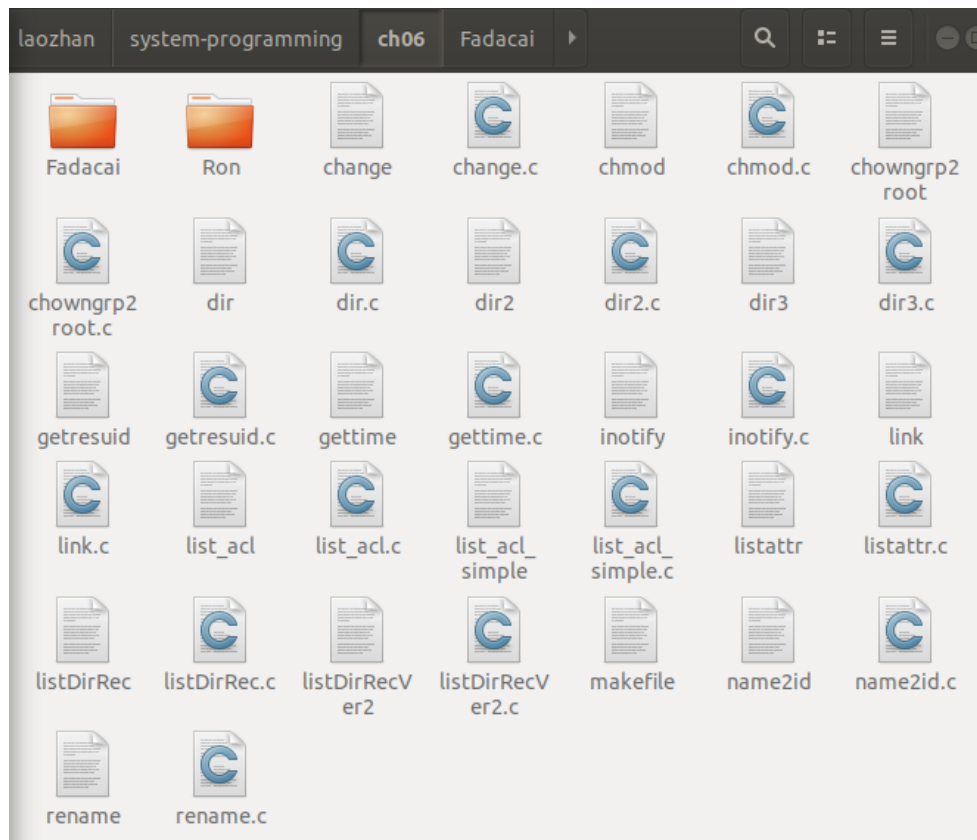 laozhan system-programming ch06 Fadacai
Fadacai Ron change change.c chmod chmod.c chowngrp2
root
chowngrp2 dir dir.c dir2 dir2.c dir3 dir3.c
root.c
getresuid getresuid.c gettime gettime.c inotify inotify.c link
link.c list_acl list_acl.c list_acl_ list_acl_ listattr listattr.c
simple simple.c
listDirRec listDirRec.c listDirRecV listDirRecV makefile name2id name2id.c
er2 er2.c
rename rename.c